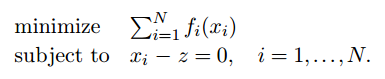 minimize ∑_{i=1}^{N} f_i(x_i)
subject to x_i − z = 0, i = 1, . . . , N.